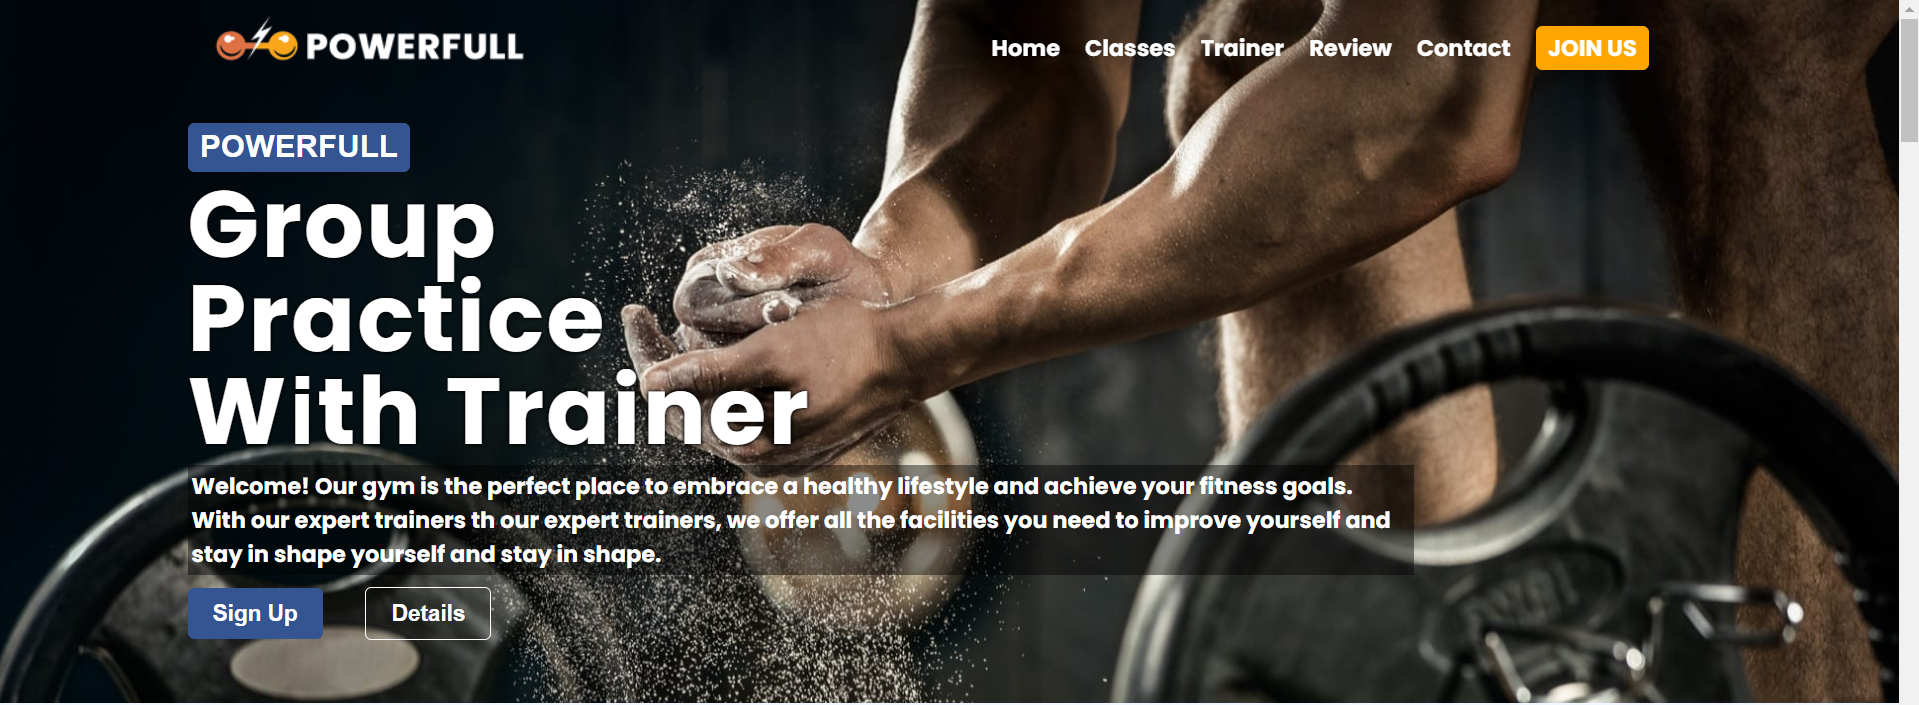 POWERFULL
Home Classes Trainer Review Contact JOIN US
POWERFULL
Group
Practice
With Trainer
Welcome! Our gym is the perfect place to embrace a healthy lifestyle and achieve your fitness goals.
With our expert trainers th our expert trainers, we offer all the facilities you need to improve yourself and
stay in shape yourself and stay in shape.
Sign Up Details